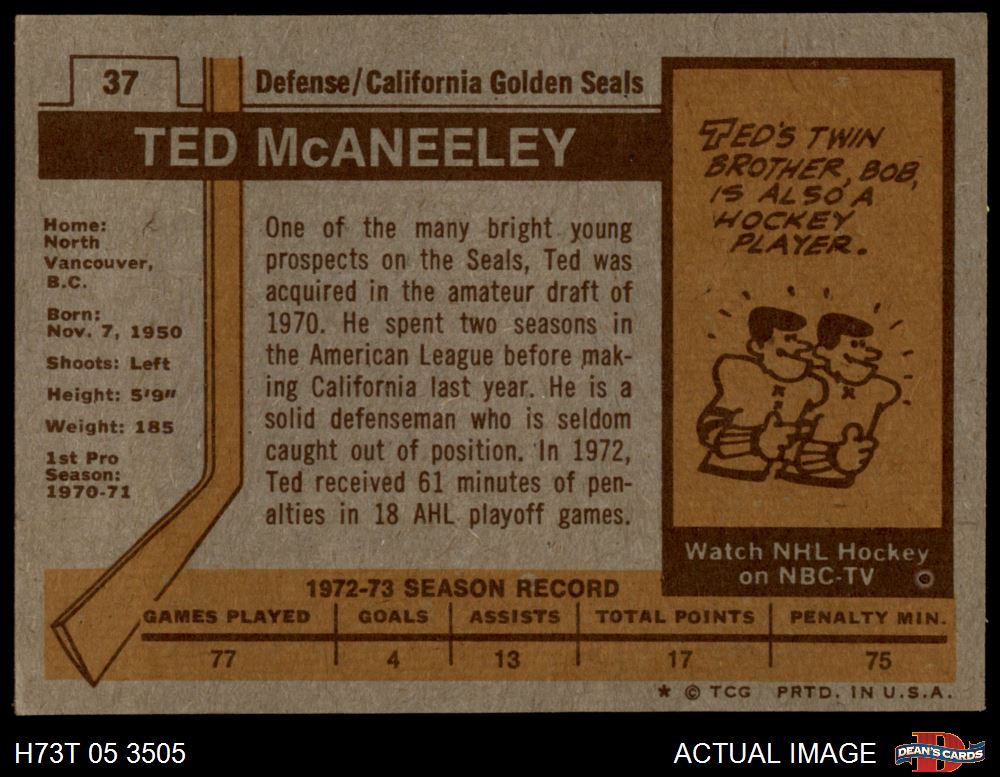 37
Defense/California Golden Seals
TED McANEELEY
Home:
North
Vancouver,
B.C.
Born:
Nov. 7, 1950
Shoots: Left
Height: 5'9"
Weight: 185
1st Pro
Season:
1970-71
One of the many bright young
prospects on the Seals, Ted was
acquired in the amateur draft of
1970. He spent two seasons in
the American League before mak-
ing California last year. He is a
solid defenseman who is seldom
caught out of position. In 1972,
Ted received 61 minutes of pen-
alties in 18 AHL playoff games.
TED'S TWIN
BROTHER, BOB,
IS ALSO A
HOCKEY
PLAYER.
Watch NHL Hockey
on NBC-TV
1972-73 SEASON RECORD
GAMES PLAYED GOALS ASSISTS TOTAL POINTS PENALTY MIN.
77 4 13 17 75
* © TCG PRTD. IN U.S.A.
H73T 05 3505
ACTUAL IMAGE
DEAN'S CARDS